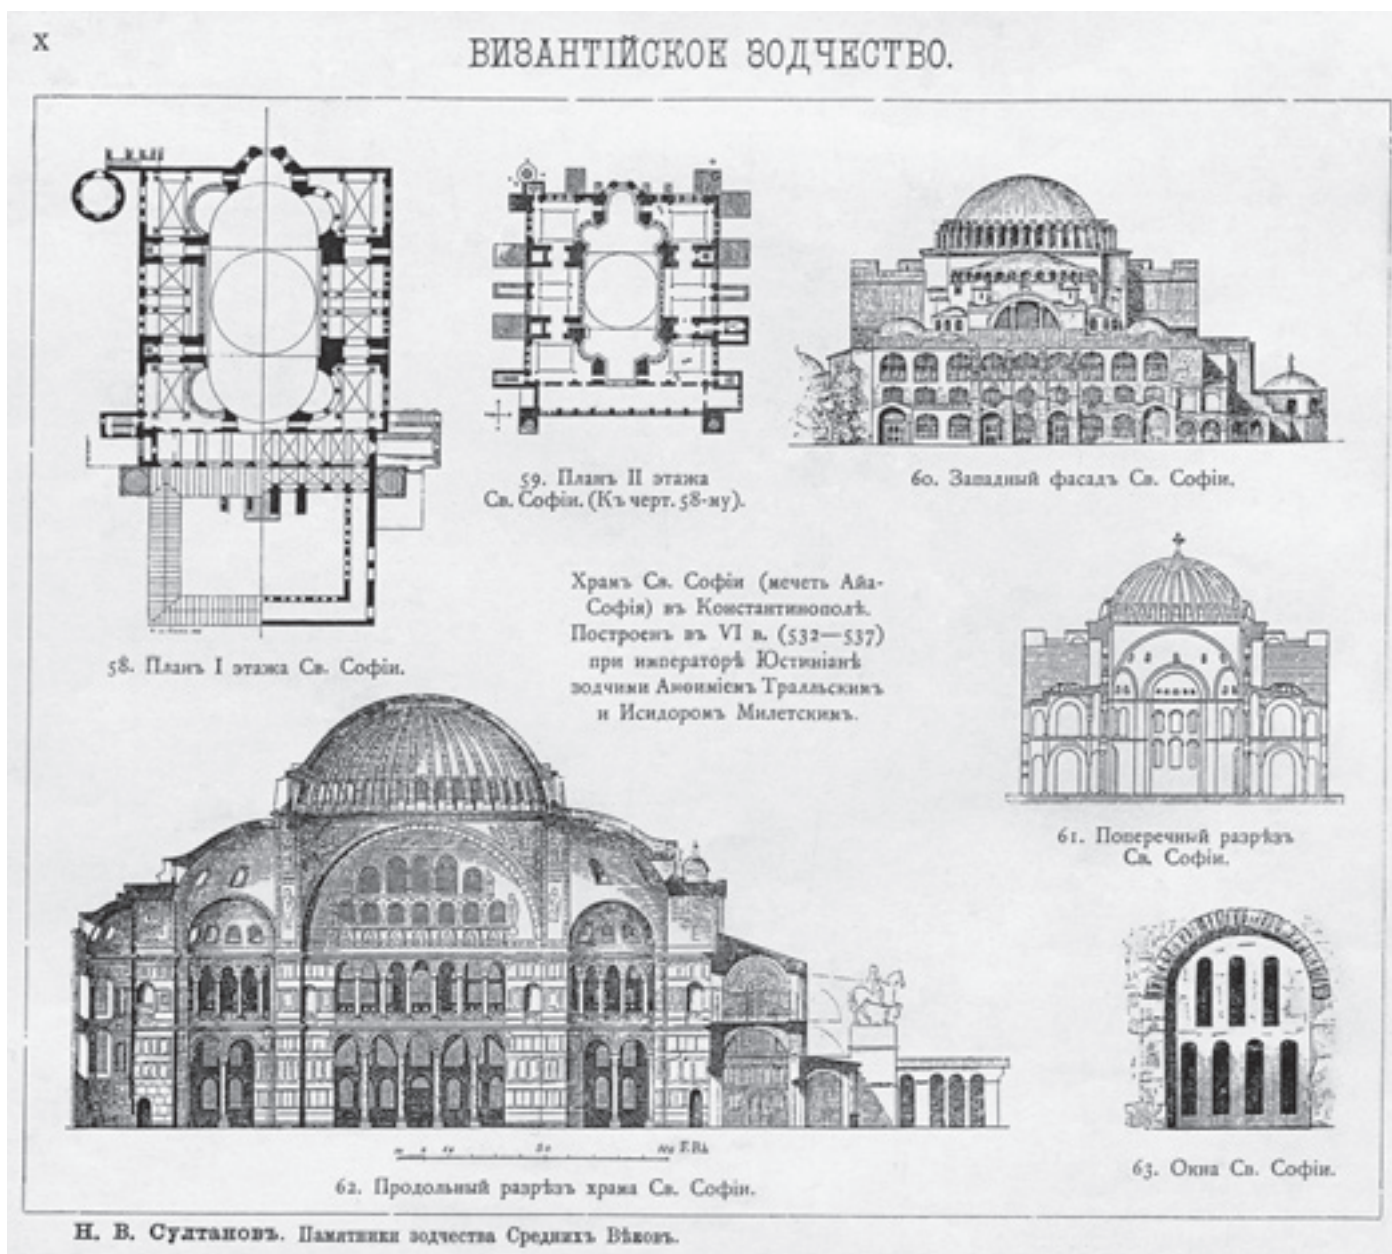 X
ВИЗАНТІЙСКОЕ ЗОДЧЕСТВО.
59. Планъ II этажа
Св. Софіи. (Къ черт. 58-му).
60. Западный фасадъ Св. Софіи.
58. Планъ I этажа Св. Софіи.
Храмъ Св. Софіи (мечеть Айа-
Софія) въ Константинополѣ.
Построенъ въ VI в. (532—537)
при императорѣ Юстиніанѣ
зодчими Анѳиміемъ Тралльскимъ
и Исидоромъ Милетскимъ.
61. Поперечный разрѣзъ
Св. Софіи.
62. Продольный разрѣзъ храма Св. Софіи.
63. Окна Св. Софіи.
Н. В. Султановъ. Памятники зодчества Среднихъ Вѣковъ.